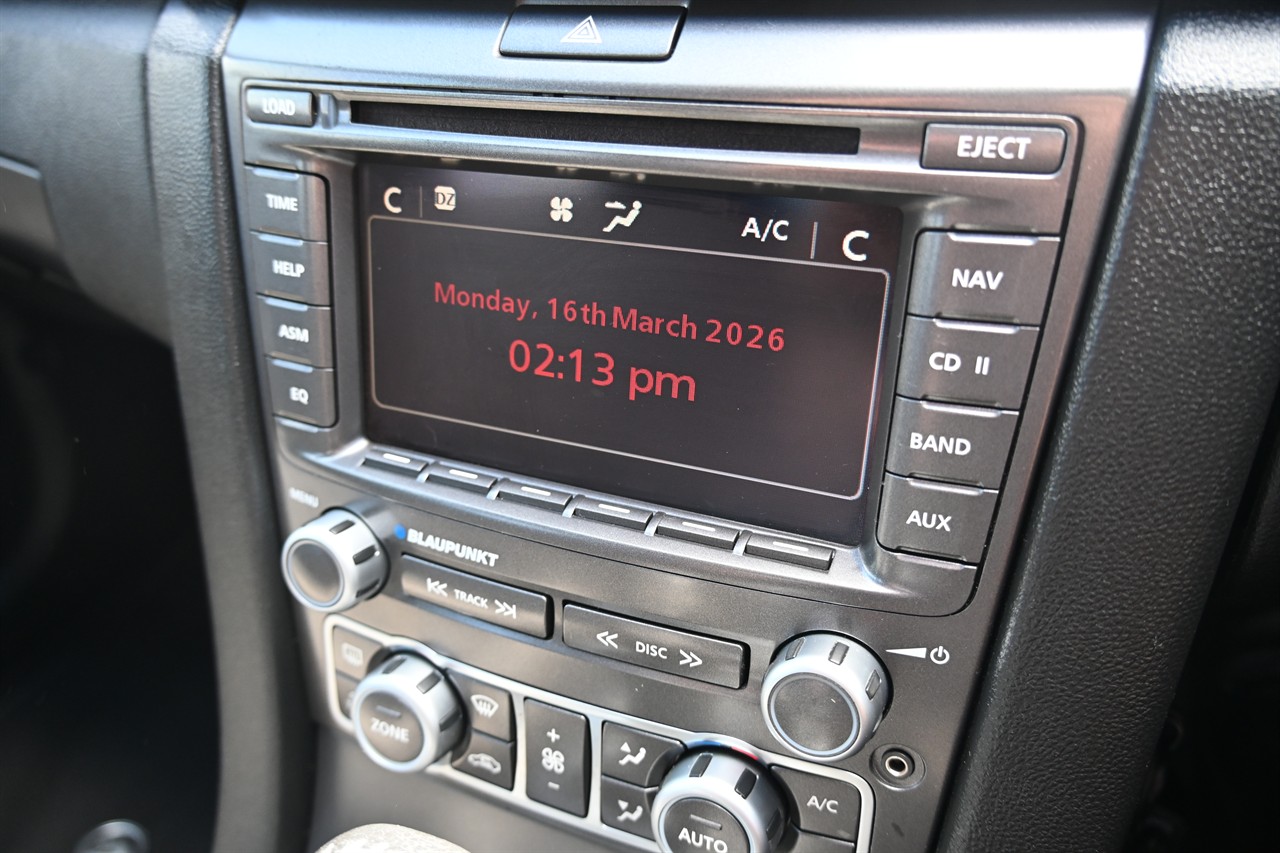 LOAD
EJECT
TIME
HELP
ASM
EQ
C DZ A/C C
Monday, 16th March 2026
02:13 pm
NAV
CD II
BAND
AUX
MENU
BLAUPUNKT
TRACK
DISC
ZONE
+
-
AUTO
A/C